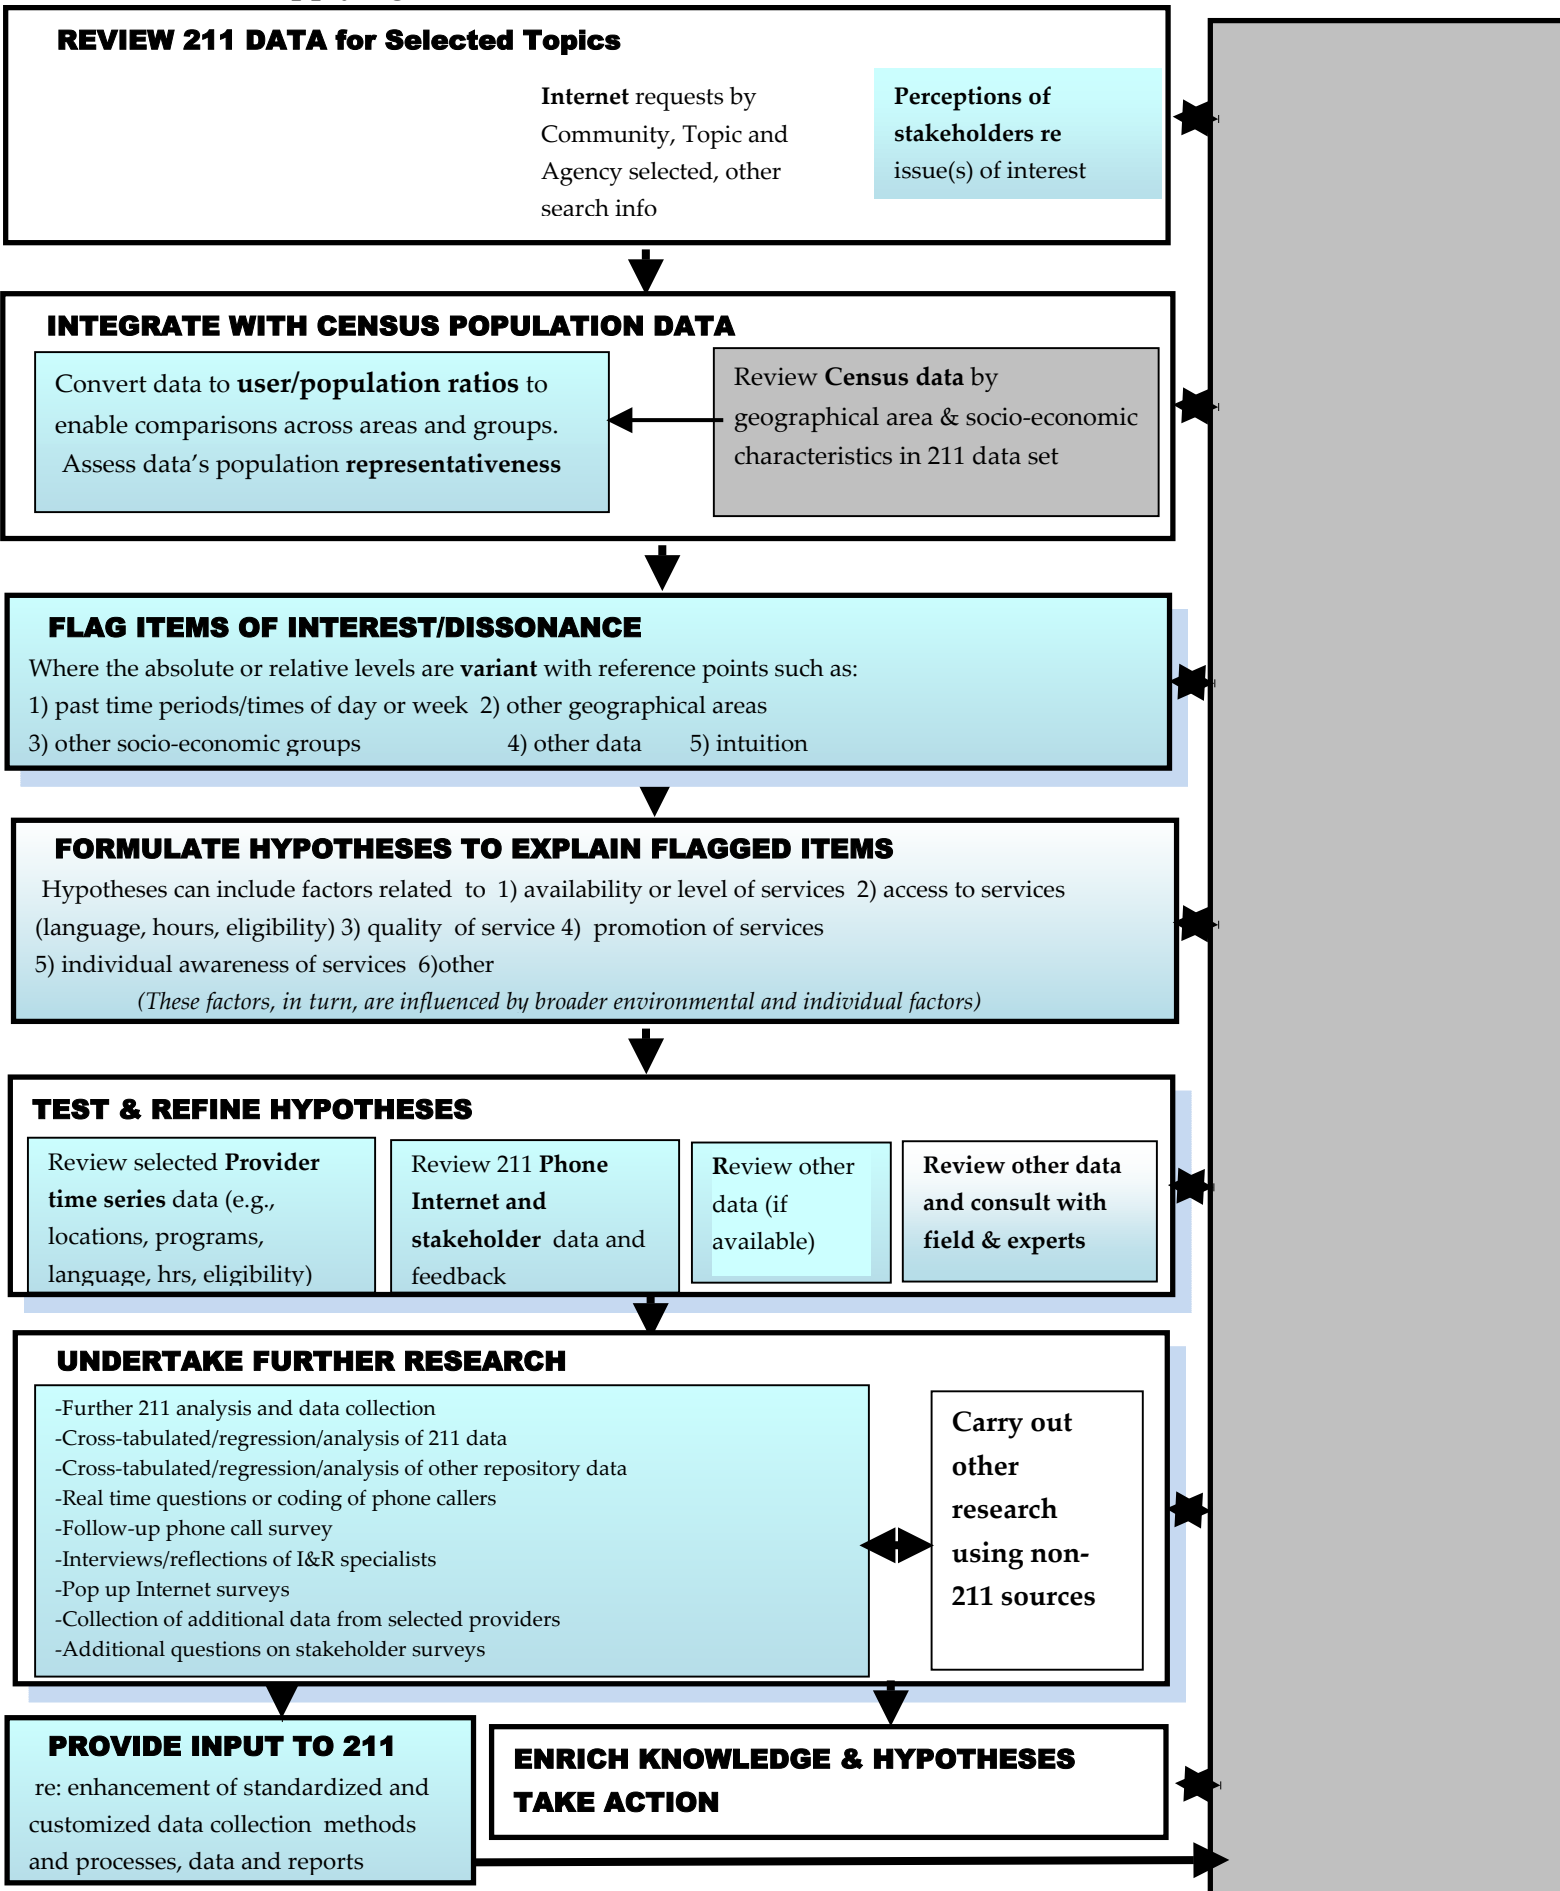 REVIEW 211 DATA for Selected Topics
Internet requests by
Community, Topic and
Agency selected, other
search info
Perceptions of
stakeholders re
issue(s) of interest
INTEGRATE WITH CENSUS POPULATION DATA
Convert data to user/population ratios to
enable comparisons across areas and groups.
Assess data's population representativeness
Review Census data by
geographical area & socio-economic
characteristics in 211 data set
FLAG ITEMS OF INTEREST/DISSONANCE
Where the absolute or relative levels are variant with reference points such as:
1) past time periods/times of day or week 2) other geographical areas
3) other socio-economic groups 4) other data 5) intuition
FORMULATE HYPOTHESES TO EXPLAIN FLAGGED ITEMS
Hypotheses can include factors related to 1) availability or level of services 2) access to services
(language, hours, eligibility) 3) quality of service 4) promotion of services
5) individual awareness of services 6)other
(These factors, in turn, are influenced by broader environmental and individual factors)
TEST & REFINE HYPOTHESES
Review selected Provider
time series data (e.g.,
locations, programs,
language, hrs, eligibility)
Review 211 Phone
Internet and
stakeholder data and
feedback
Review other
data (if
available)
Review other data
and consult with
field & experts
UNDERTAKE FURTHER RESEARCH
-Further 211 analysis and data collection
-Cross-tabulated/regression/analysis of 211 data
-Cross-tabulated/regression/analysis of other repository data
-Real time questions or coding of phone callers
-Follow-up phone call survey
-Interviews/reflections of I&R specialists
-Pop up Internet surveys
-Collection of additional data from selected providers
-Additional questions on stakeholder surveys
Carry out
other
research
using non-
211 sources
PROVIDE INPUT TO 211
re: enhancement of standardized and
customized data collection methods
and processes, data and reports
ENRICH KNOWLEDGE & HYPOTHESES
TAKE ACTION